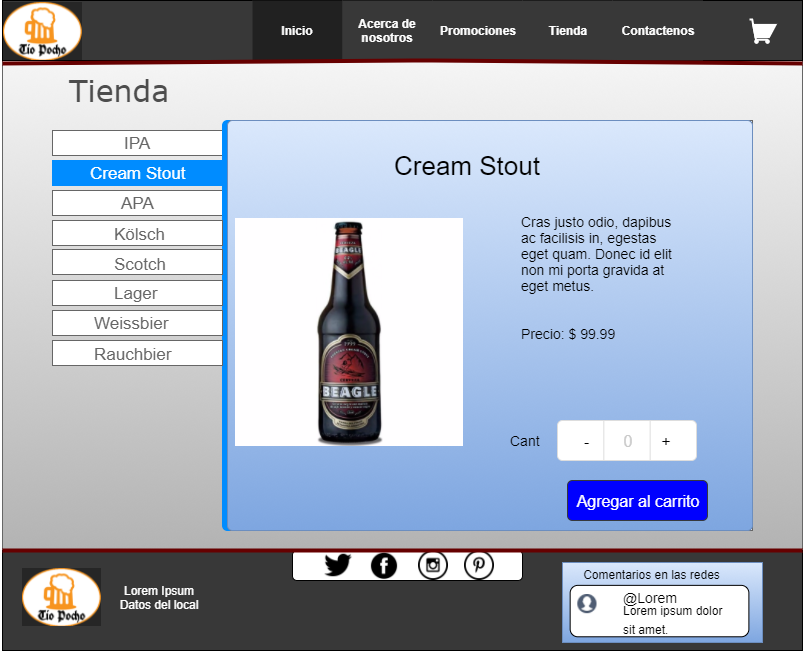 Tío Pocho
Inicio
Acerca de
nosotros
Promociones
Tienda
Contactenos
Tienda
IPA
Cream Stout
APA
Kölsch
Scotch
Lager
Weissbier
Rauchbier
Cream Stout
BEAGLE
BEAGLE
Cras justo odio, dapibus
ac facilisis in, egestas
eget quam. Donec id elit
non mi porta gravida at
eget metus.
Precio: $ 99.99
Cant
-
0
+
Agregar al carrito
Tío Pocho
Lorem Ipsum
Datos del local
Comentarios en las redes
@Lorem
Lorem ipsum dolor
sit amet.